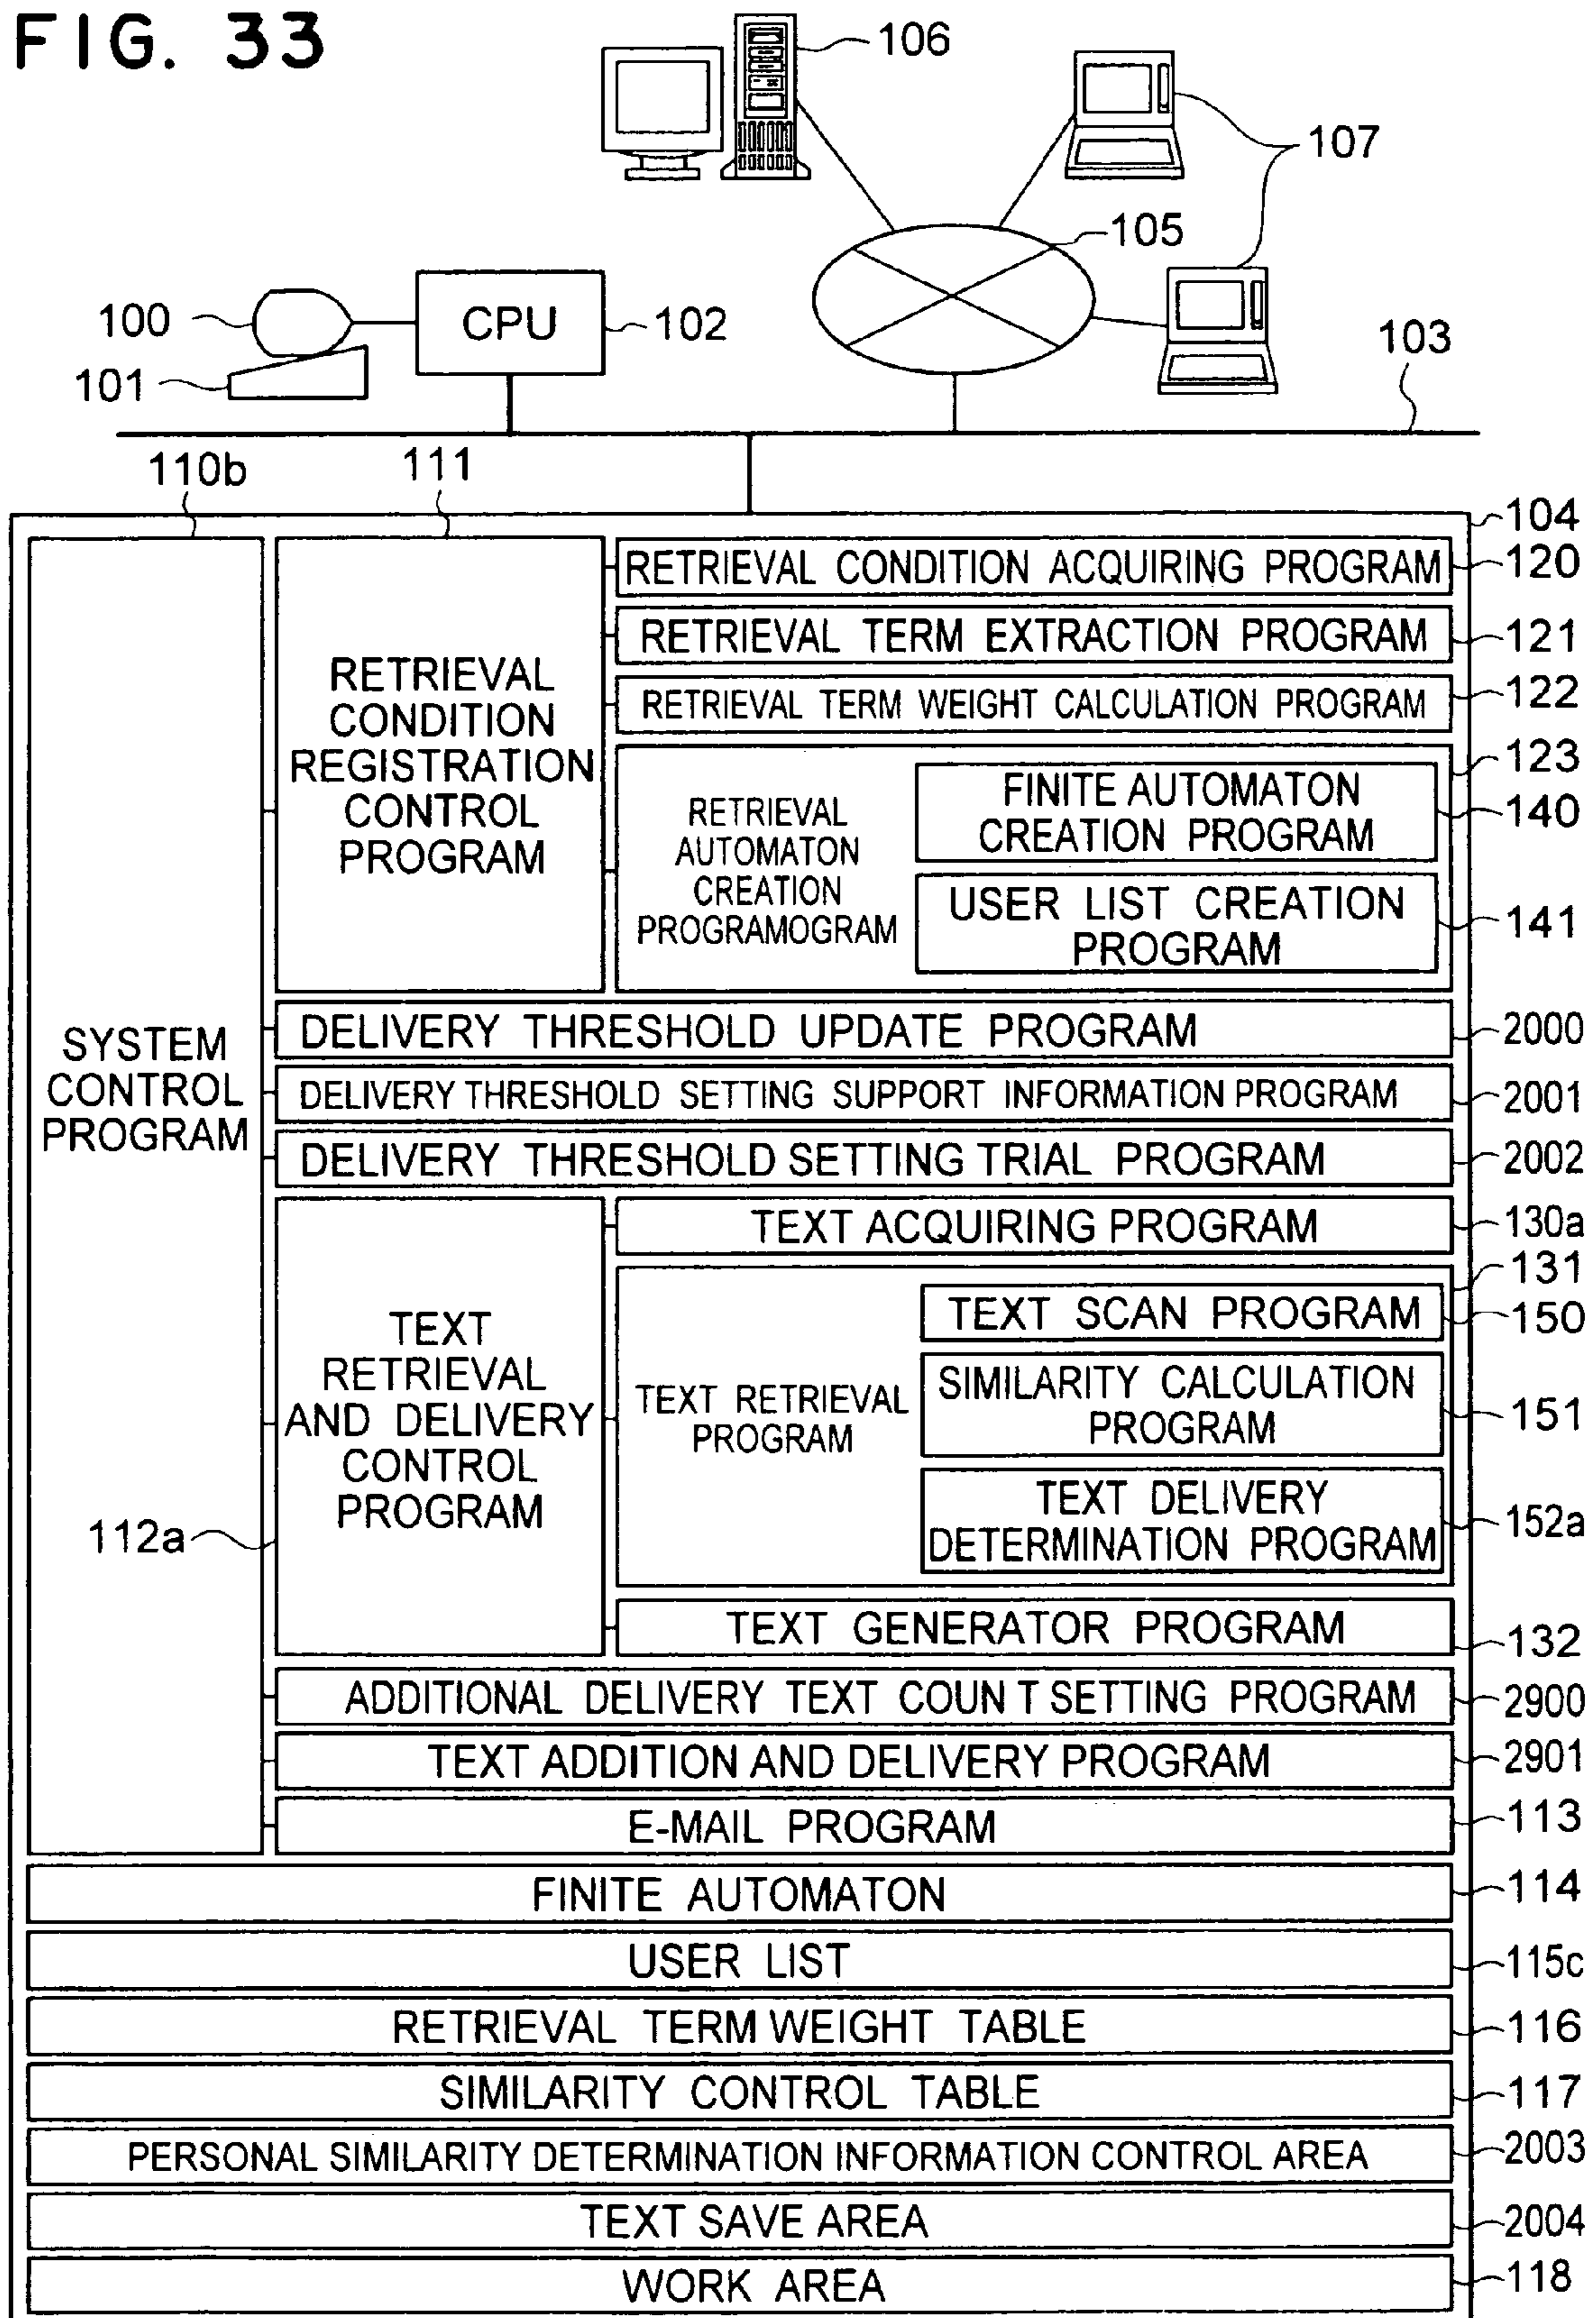 FIG. 33
106
107
105
100
CPU
102
101
103
110b
111
104
RETRIEVAL CONDITION ACQUIRING PROGRAM
120
RETRIEVAL TERM EXTRACTION PROGRAM
121
RETRIEVAL TERM WEIGHT CALCULATION PROGRAM
122
RETRIEVAL
CONDITION
REGISTRATION
CONTROL
PROGRAM
123
RETRIEVAL
AUTOMATON
CREATION
PROGRAMOGRAM
FINITE AUTOMATON
CREATION PROGRAM
140
USER LIST CREATION
PROGRAM
141
SYSTEM
CONTROL
PROGRAM
DELIVERY THRESHOLD UPDATE PROGRAM
2000
DELIVERY THRESHOLD SETTING SUPPORT INFORMATION PROGRAM
2001
DELIVERY THRESHOLD SETTING TRIAL PROGRAM
2002
TEXT ACQUIRING PROGRAM
130a
131
TEXT
RETRIEVAL
AND DELIVERY
CONTROL
PROGRAM
112a
TEXT RETRIEVAL
PROGRAM
TEXT SCAN PROGRAM
150
SIMILARITY CALCULATION
PROGRAM
151
TEXT DELIVERY
DETERMINATION PROGRAM
152a
TEXT GENERATOR PROGRAM
132
ADDITIONAL DELIVERY TEXT COUN T SETTING PROGRAM
2900
TEXT ADDITION AND DELIVERY PROGRAM
2901
E-MAIL PROGRAM
113
FINITE AUTOMATON
114
USER LIST
115c
RETRIEVAL TERM WEIGHT TABLE
116
SIMILARITY CONTROL TABLE
117
PERSONAL SIMILARITY DETERMINATION INFORMATION CONTROL AREA
2003
TEXT SAVE AREA
2004
WORK AREA
118